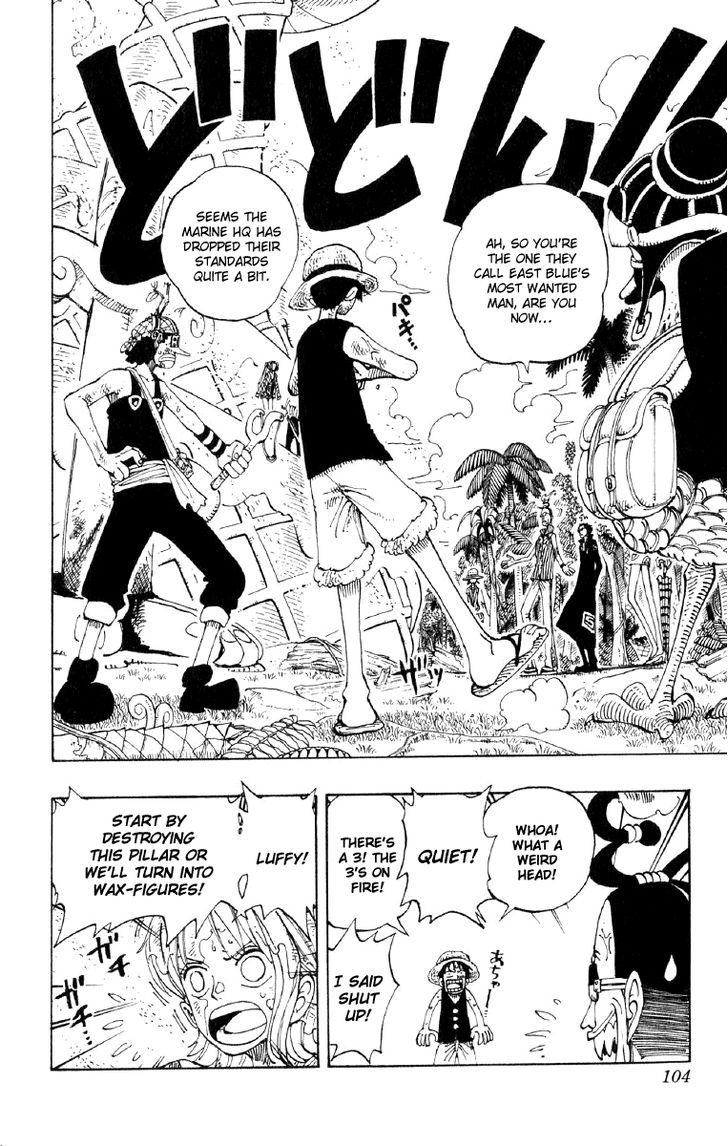 どどん!!
AH, SO YOU'RE
THE ONE THEY
CALL EAST BLUE'S
MOST WANTED
MAN, ARE YOU
NOW...
SEEMS THE
MARINE HQ HAS
DROPPED THEIR
STANDARDS
QUITE A BIT.
パキ...
ザッ
WHOA!
WHAT A
WEIRD
HEAD!
QUIET!
THERE'S
A 3! THE
3'S ON
FIRE!
I SAID
SHUT
UP!
あっちゃー
LUFFY!
START BY
DESTROYING
THIS PILLAR OR
WE'LL TURN INTO
WAX-FIGURES!
ガチ
ガチ
104